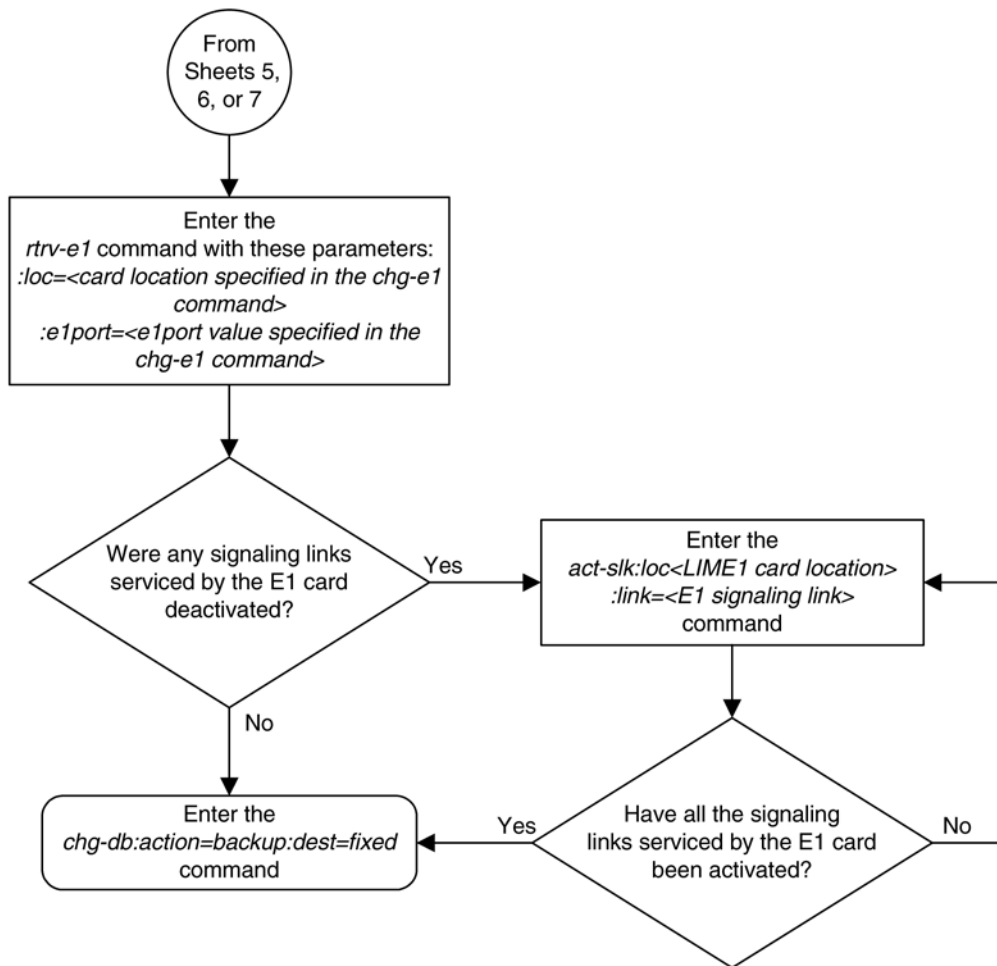 From
Sheets 5,
6, or 7
Enter the
rtrv-e1 command with these parameters:
:loc=<card location specified in the chg-e1
command>
:e1port=<e1port value specified in the
chg-e1 command>
Were any signaling links
serviced by the E1 card
deactivated?
Yes
No
Enter the
act-slk:loc<LIME1 card location>
:link=<E1 signaling link>
command
Have all the signaling
links serviced by the E1 card
been activated?
Yes
No
Enter the
chg-db:action=backup:dest=fixed
command